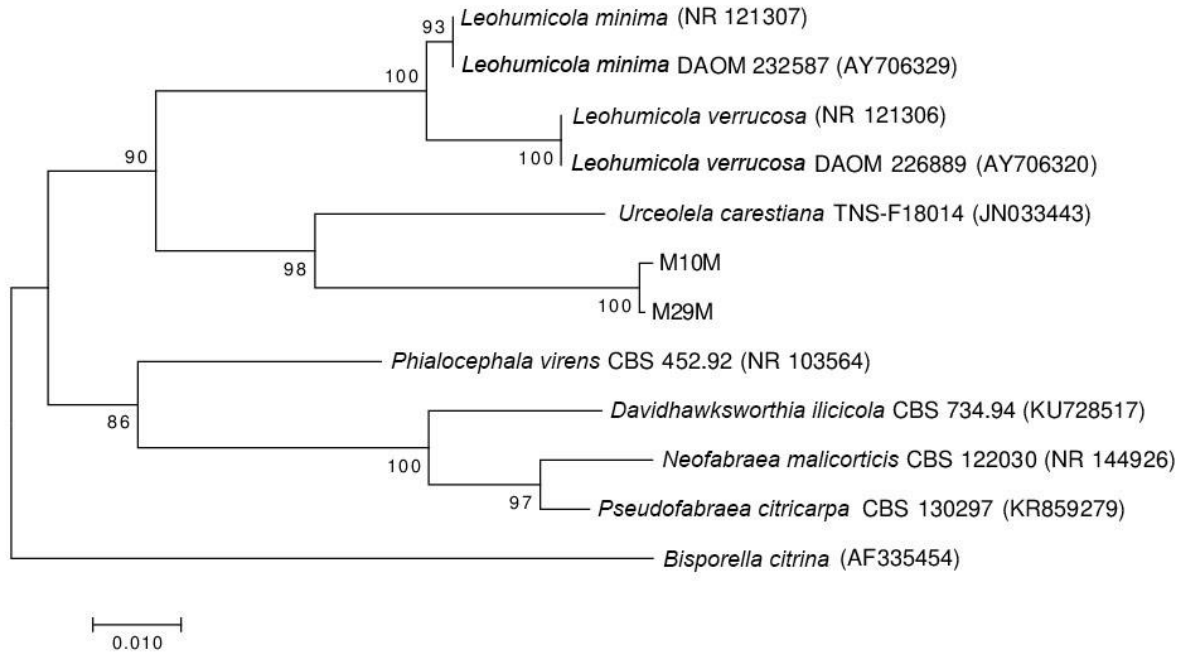 93
Leohumicola minima (NR 121307)
Leohumicola minima DAOM 232587 (AY706329)
100
Leohumicola verrucosa (NR 121306)
100
Leohumicola verrucosa DAOM 226889 (AY706320)
90
Urceolela carestiana TNS-F18014 (JN033443)
98
M10M
100
M29M
Phialocephala virens CBS 452.92 (NR 103564)
86
Davidhawksworthia ilicicola CBS 734.94 (KU728517)
100
Neofabraea malicorticis CBS 122030 (NR 144926)
97
Pseudofabraea citricarpa CBS 130297 (KR859279)
Bisporella citrina (AF335454)
0.010